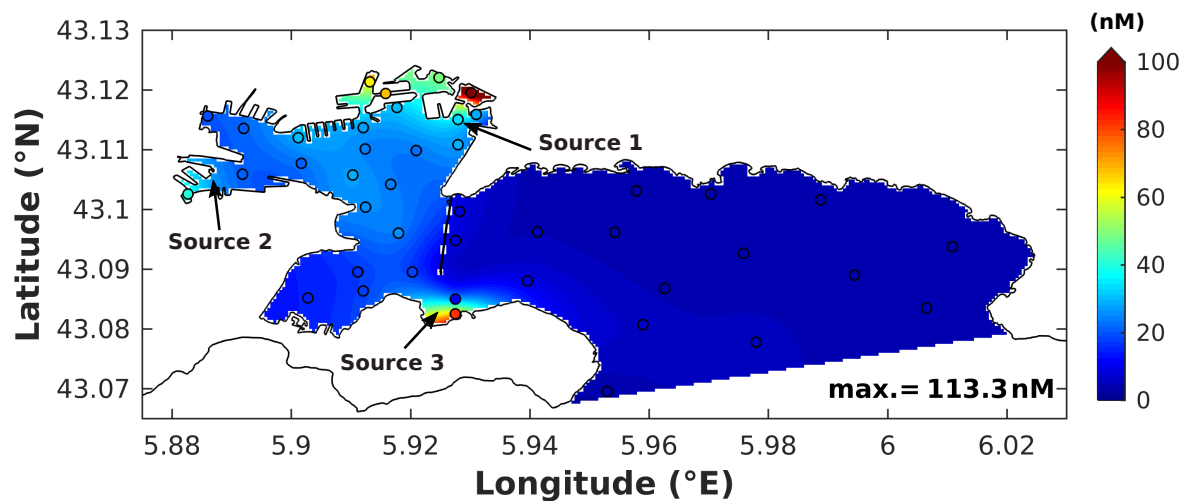 (nM)
43.13
43.12
43.11
43.1
43.09
43.08
43.07
Latitude (°N)
Source 1
Source 2
Source 3
max.= 113.3 nM
100
80
60
40
20
0
5.88 5.9 5.92 5.94 5.96 5.98 6 6.02
Longitude (°E)